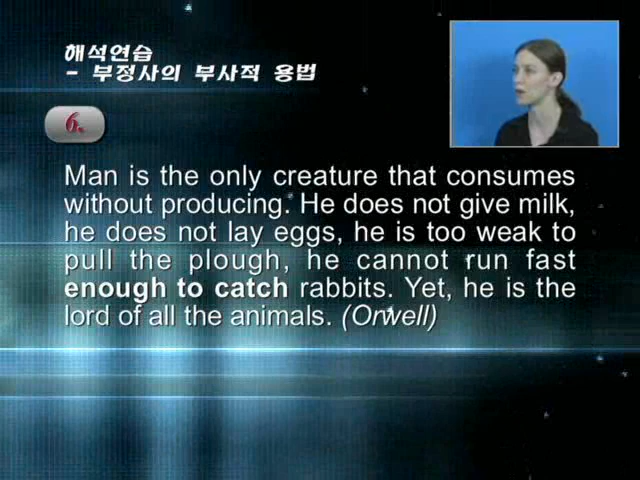 해석연습
- 부정사의 부사적 용법
6.
Man is the only creature that consumes
without producing. He does not give milk,
he does not lay eggs, he is too weak to
pull the plough, he cannot run fast
enough to catch rabbits. Yet, he is the
lord of all the animals. (Orwell)